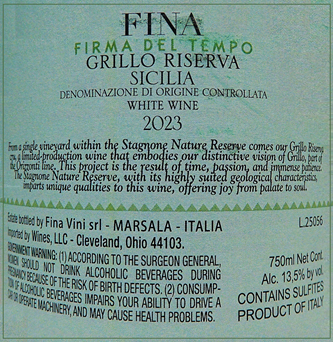 FINA
FIRMA DEL TEMPO
GRILLO RISERVA
SICILIA
DENOMINAZIONE DI ORIGINE CONTROLLATA
WHITE WINE
2023
From a single vineyard within the Stagnone Nature Reserve comes our Grillo Riserva
cru, a limited-production wine that embodies our distinctive vision of Grillo, part of
the Orizzonti line. This project is the result of time, passion, and immense patience.
The Stagnone Nature Reserve, with its highly suited geological characteristics,
imparts unique qualities to this wine, offering joy from palate to soul.
Estate bottled by Fina Vini srl - MARSALA - ITALIA
Imported by Wines, LLC - Cleveland, Ohio 44103.
GOVERNMENT WARNING: (1) ACCORDING TO THE SURGEON GENERAL,
WOMEN SHOULD NOT DRINK ALCOHOLIC BEVERAGES DURING
PREGNANCY BECAUSE OF THE RISK OF BIRTH DEFECTS. (2) CONSUMP-
TION OF ALCOHOLIC BEVERAGES IMPAIRS YOUR ABILITY TO DRIVE A
CAR OR OPERATE MACHINERY, AND MAY CAUSE HEALTH PROBLEMS.
L.25056
750ml Net Cont.
Alc. 13,5% by vol.
CONTAINS SULFITES
PRODUCT OF ITALY